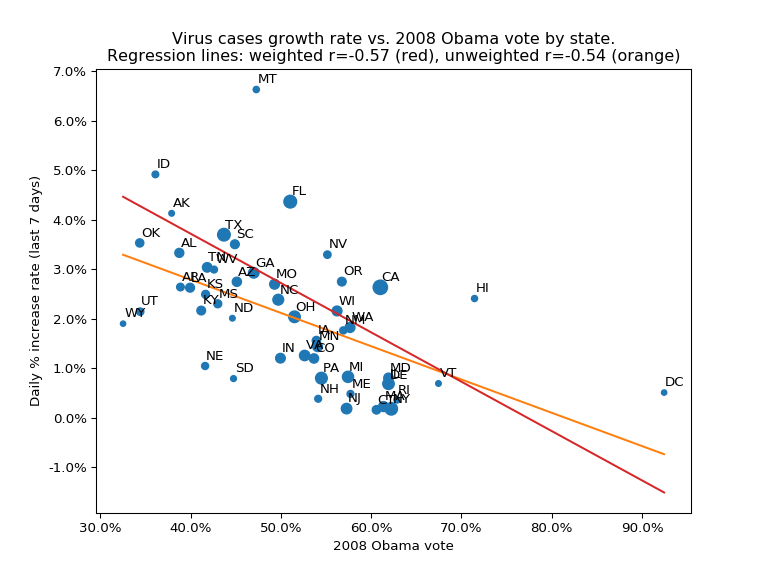 Virus cases growth rate vs. 2008 Obama vote by state.
Regression lines: weighted r=-0.57 (red), unweighted r=-0.54 (orange)
7.0%
6.0%
5.0%
4.0%
3.0%
2.0%
1.0%
0.0%
-1.0%
Daily % increase rate (last 7 days)
MT
ID
FL
AK
TX
OK
SC
AL
NV
GA
TN
WV
MO
OR
CA
AZ
AR
LA
KS
NC
HI
MS
UT
KY
WI
OH
ND
WY
WA
NM
IA
MN
IN
VA
CO
NE
PA
MI
MD
DE
SD
VT
ME
NH
RI
DC
NJ
CT
MA
NY
30.0%
40.0%
50.0%
60.0%
70.0%
80.0%
90.0%
2008 Obama vote